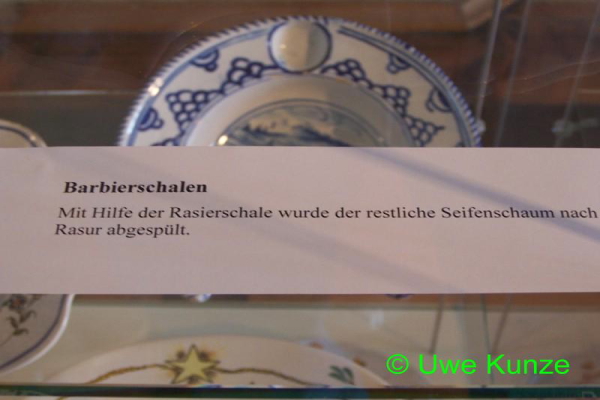 Barbierschalen
Mit Hilfe der Rasierschale wurde der restliche Seifenschaum nach
Rasur abgespült.
© Uwe Kunze